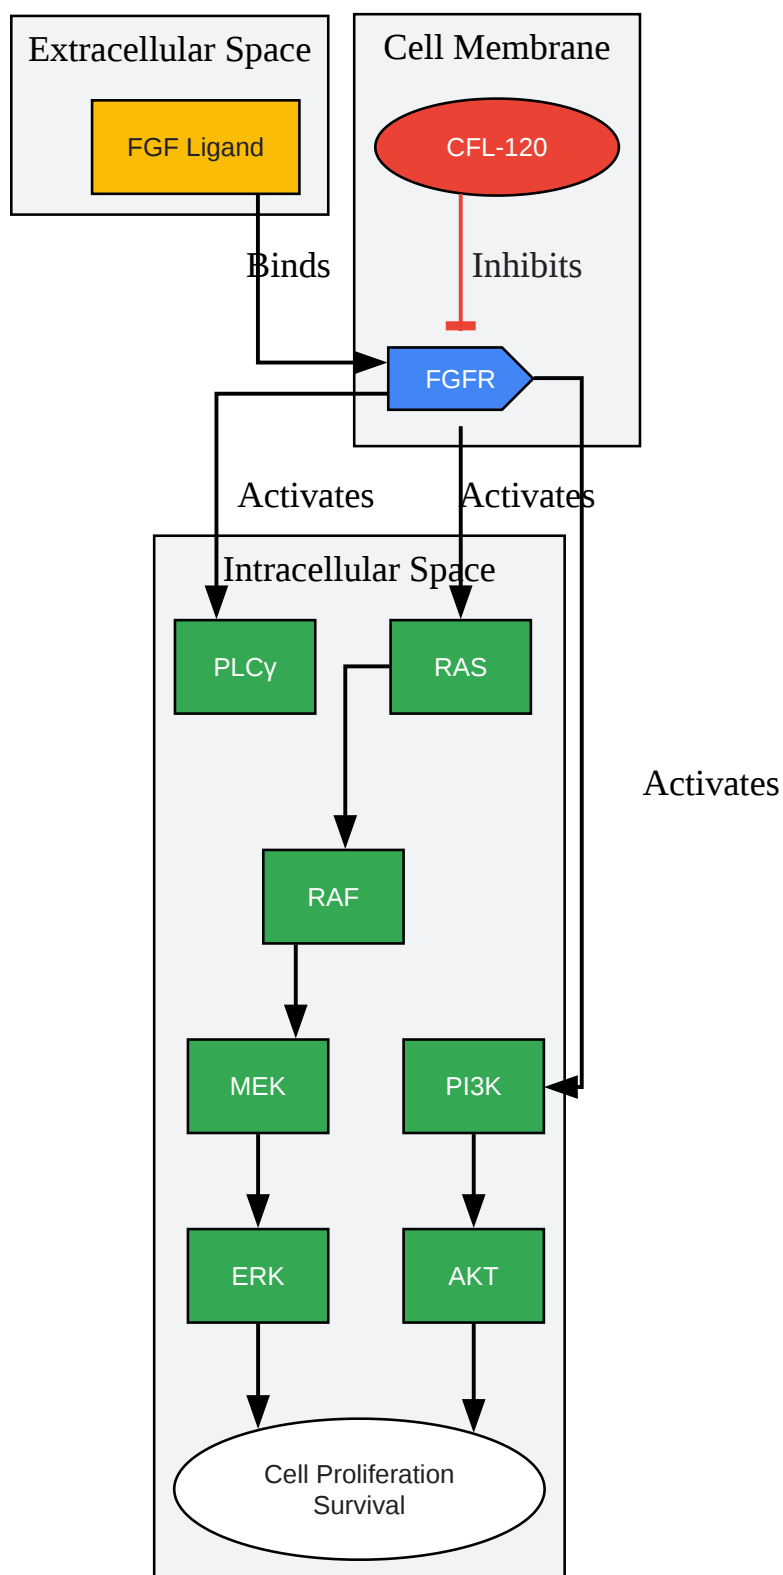 Extracellular Space
Cell Membrane
FGF Ligand
CFL-120
Binds
Inhibits
FGFR
Activates
Activates
Intracellular Space
PLCγ
RAS
Activates
RAF
MEK
PI3K
ERK
AKT
Cell Proliferation
Survival